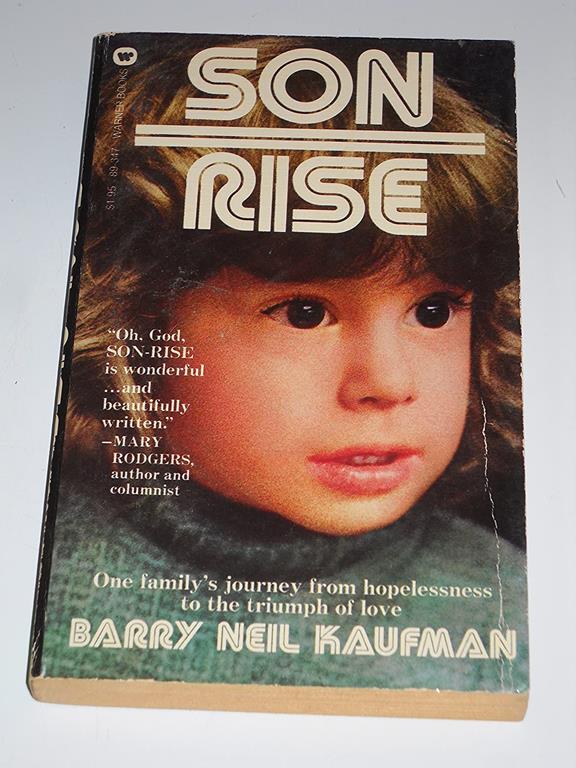 SON
RISE
$1.95 · 89-347 · WARNER BOOKS
"Oh, God,
SON-RISE
is wonderful
...and
beautifully
written."
—MARY
RODGERS,
author and
columnist
One family's journey from hopelessness
to the triumph of love
BARRY NEIL KAUFMAN